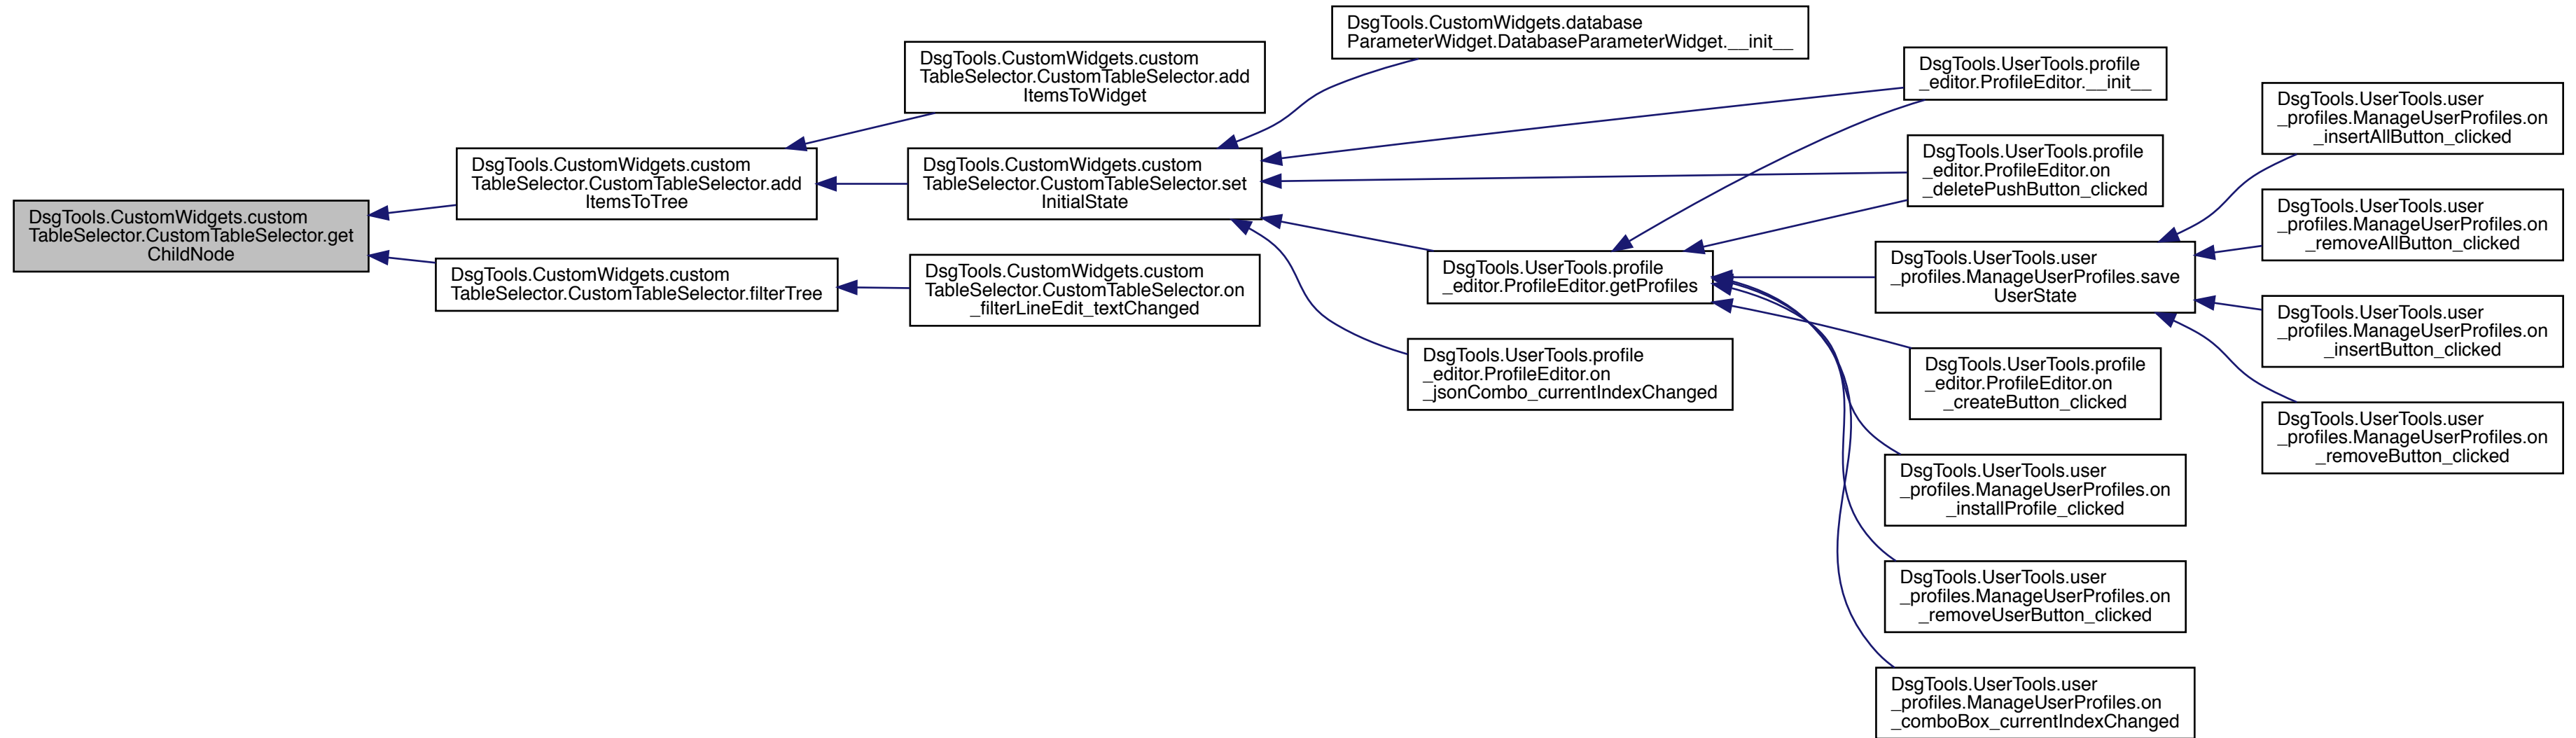 DsgTools.CustomWidgets.custom
TableSelector.CustomTableSelector.get
ChildNode
DsgTools.CustomWidgets.custom
TableSelector.CustomTableSelector.add
ItemsToTree
DsgTools.CustomWidgets.custom
TableSelector.CustomTableSelector.filterTree
DsgTools.CustomWidgets.custom
TableSelector.CustomTableSelector.add
ItemsToWidget
DsgTools.CustomWidgets.custom
TableSelector.CustomTableSelector.set
InitialState
DsgTools.CustomWidgets.custom
TableSelector.CustomTableSelector.on
_filterLineEdit_textChanged
DsgTools.CustomWidgets.database
ParameterWidget.DatabaseParameterWidget.__init__
DsgTools.UserTools.profile
_editor.ProfileEditor.getProfiles
DsgTools.UserTools.profile
_editor.ProfileEditor.on
_jsonCombo_currentIndexChanged
DsgTools.UserTools.profile
_editor.ProfileEditor.__init__
DsgTools.UserTools.profile
_editor.ProfileEditor.on
_deletePushButton_clicked
DsgTools.UserTools.user
_profiles.ManageUserProfiles.save
UserState
DsgTools.UserTools.profile
_editor.ProfileEditor.on
_createButton_clicked
DsgTools.UserTools.user
_profiles.ManageUserProfiles.on
_installProfile_clicked
DsgTools.UserTools.user
_profiles.ManageUserProfiles.on
_removeUserButton_clicked
DsgTools.UserTools.user
_profiles.ManageUserProfiles.on
_comboBox_currentIndexChanged
DsgTools.UserTools.user
_profiles.ManageUserProfiles.on
_insertAllButton_clicked
DsgTools.UserTools.user
_profiles.ManageUserProfiles.on
_removeAllButton_clicked
DsgTools.UserTools.user
_profiles.ManageUserProfiles.on
_insertButton_clicked
DsgTools.UserTools.user
_profiles.ManageUserProfiles.on
_removeButton_clicked